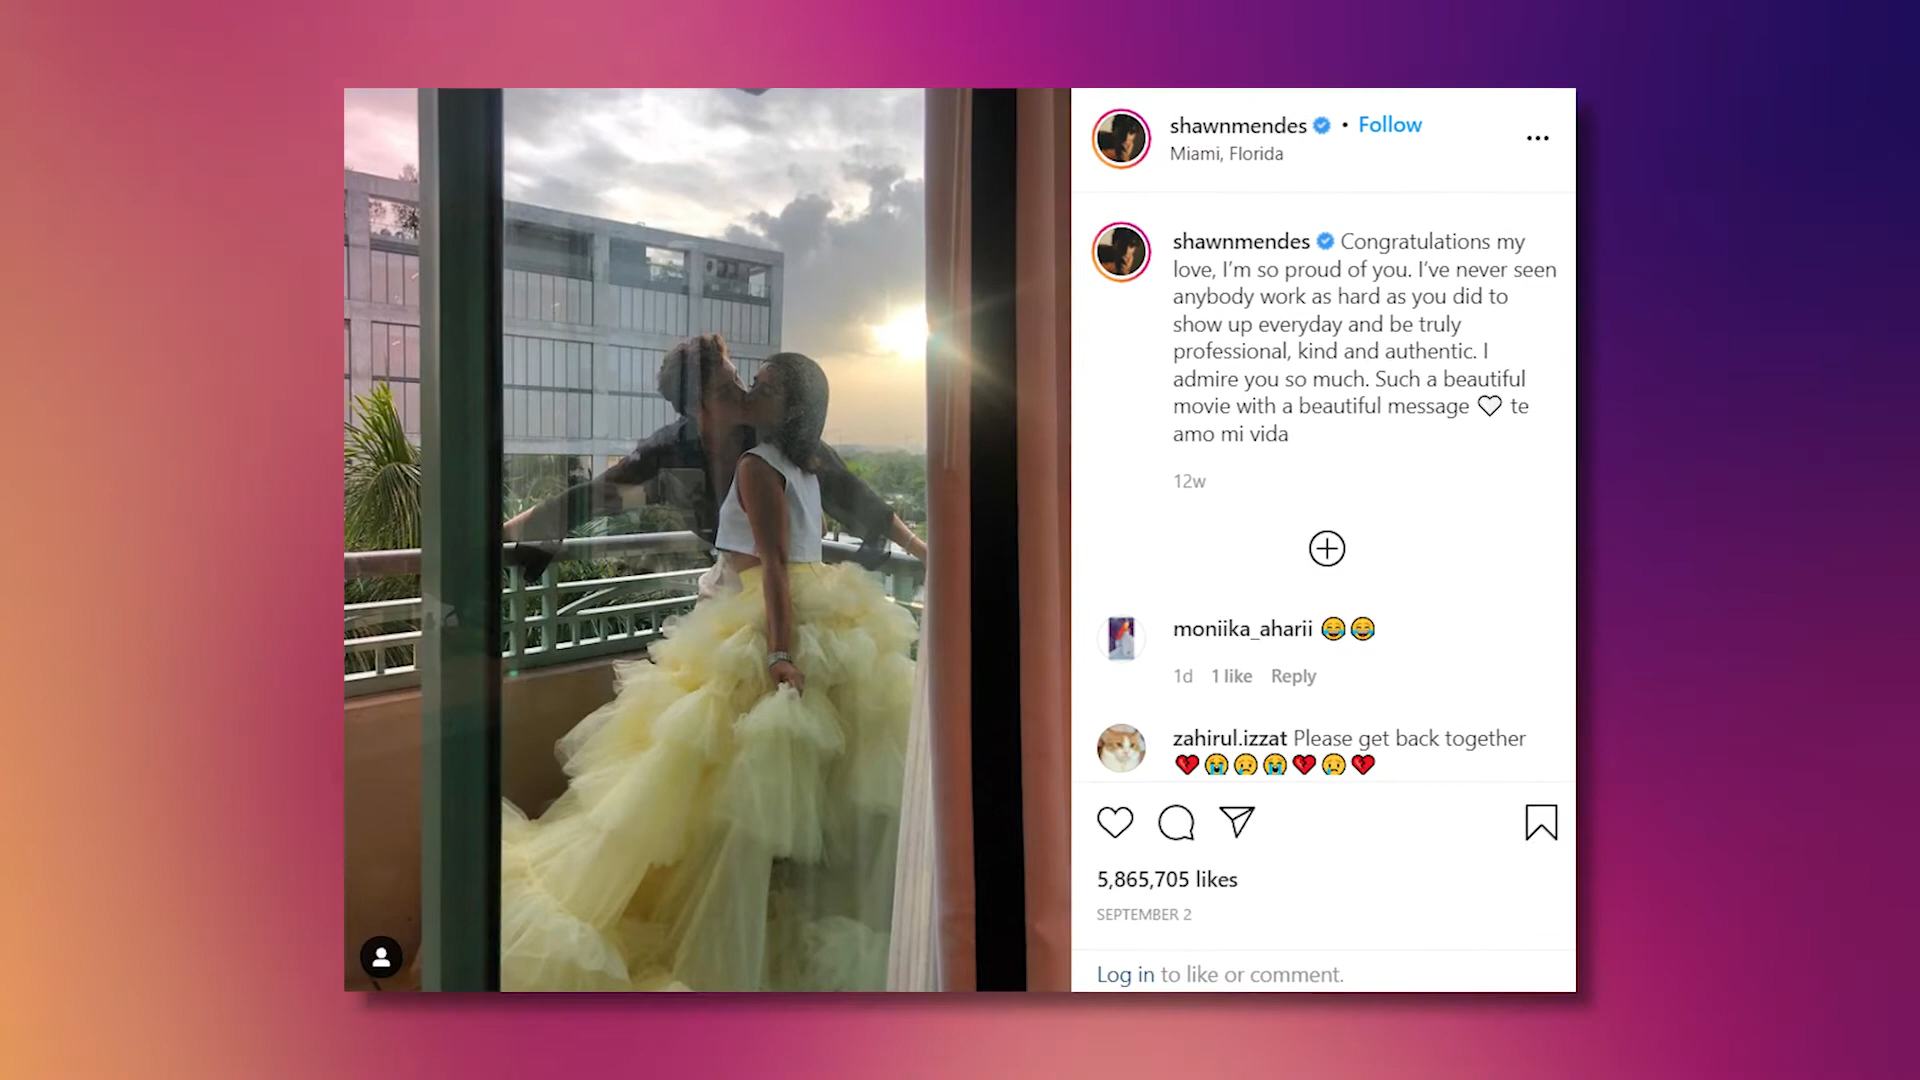 shawnmendes • Follow
Miami, Florida
shawnmendes Congratulations my
love, I’m so proud of you. I’ve never seen
anybody work as hard as you did to
show up everyday and be truly
professional, kind and authentic. I
admire you so much. Such a beautiful
movie with a beautiful message ♡ te
amo mi vida
12w
moniika_aharii 😂😂
1d 1 like Reply
zahirul.izzat Please get back together
💔😭😢😭💔😢💔
5,865,705 likes
SEPTEMBER 2
Log in to like or comment.